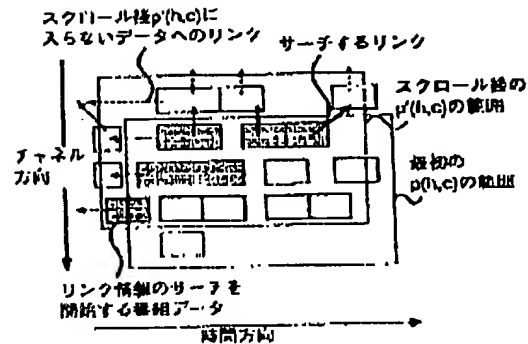 スクロール後p'(h,c)に
入らないデータへのリンク
サーチするリンク
スクロール後の
p'(h,c)の範囲
チャネル
方向
最初の
p(h,c)の範囲
リンク情報のサーチを
開始する番組データ
時間方向